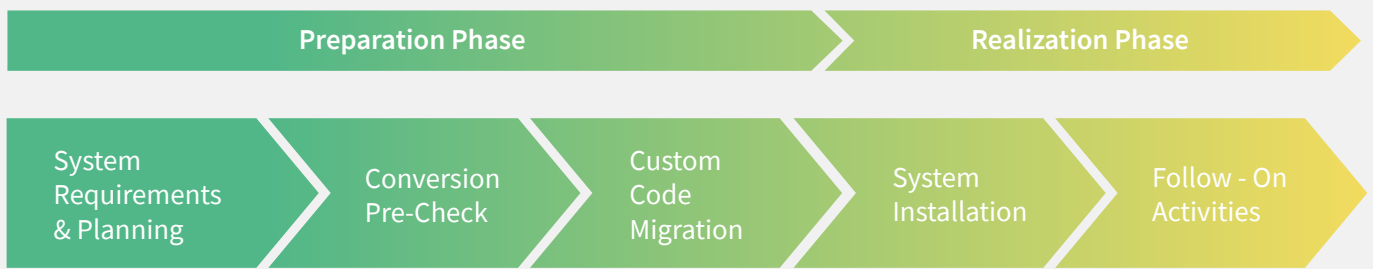 Preparation Phase
Realization Phase
System
Requirements
& Planning
Conversion
Pre-Check
Custom
Code
Migration
System
Installation
Follow - On
Activities